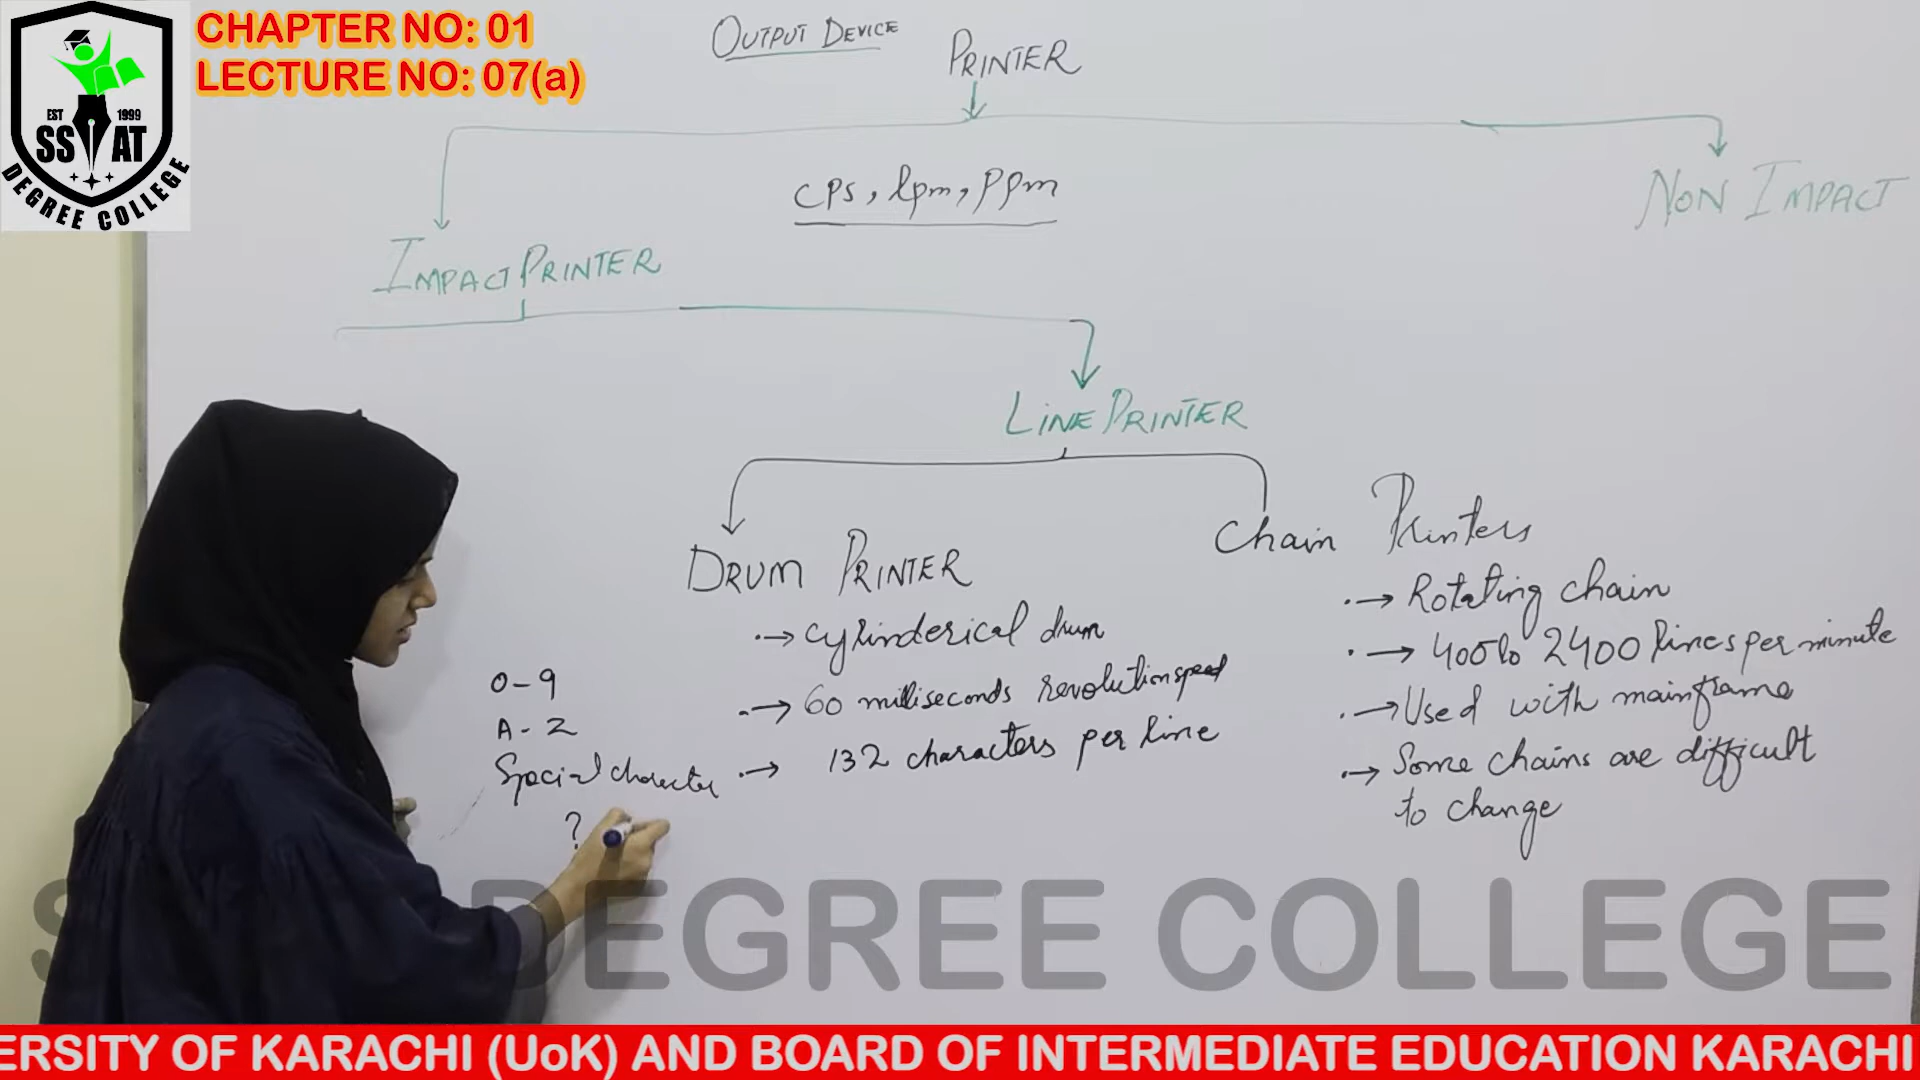 CHAPTER NO: 01
LECTURE NO: 07(a)
EST 1999
SS AT
DEGREE COLLEGE
OUTPUT DEVICE
PRINTER
cps, lpm, ppm
NON IMPACT
IMPACT PRINTER
LINE PRINTER
DRUM PRINTER
.→ cylinderical drum
.→ 60 milliseconds revolution speed
.→ 132 characters per line
Chain Printers
.→ Rotating chain
.→ 400 to 2400 lines per minute
.→ Used with mainframe
.→ Some chains are difficult
to change
0-9
A-Z
Special character
?
DEGREE COLLEGE
ERSITY OF KARACHI (UoK) AND BOARD OF INTERMEDIATE EDUCATION KARACHI